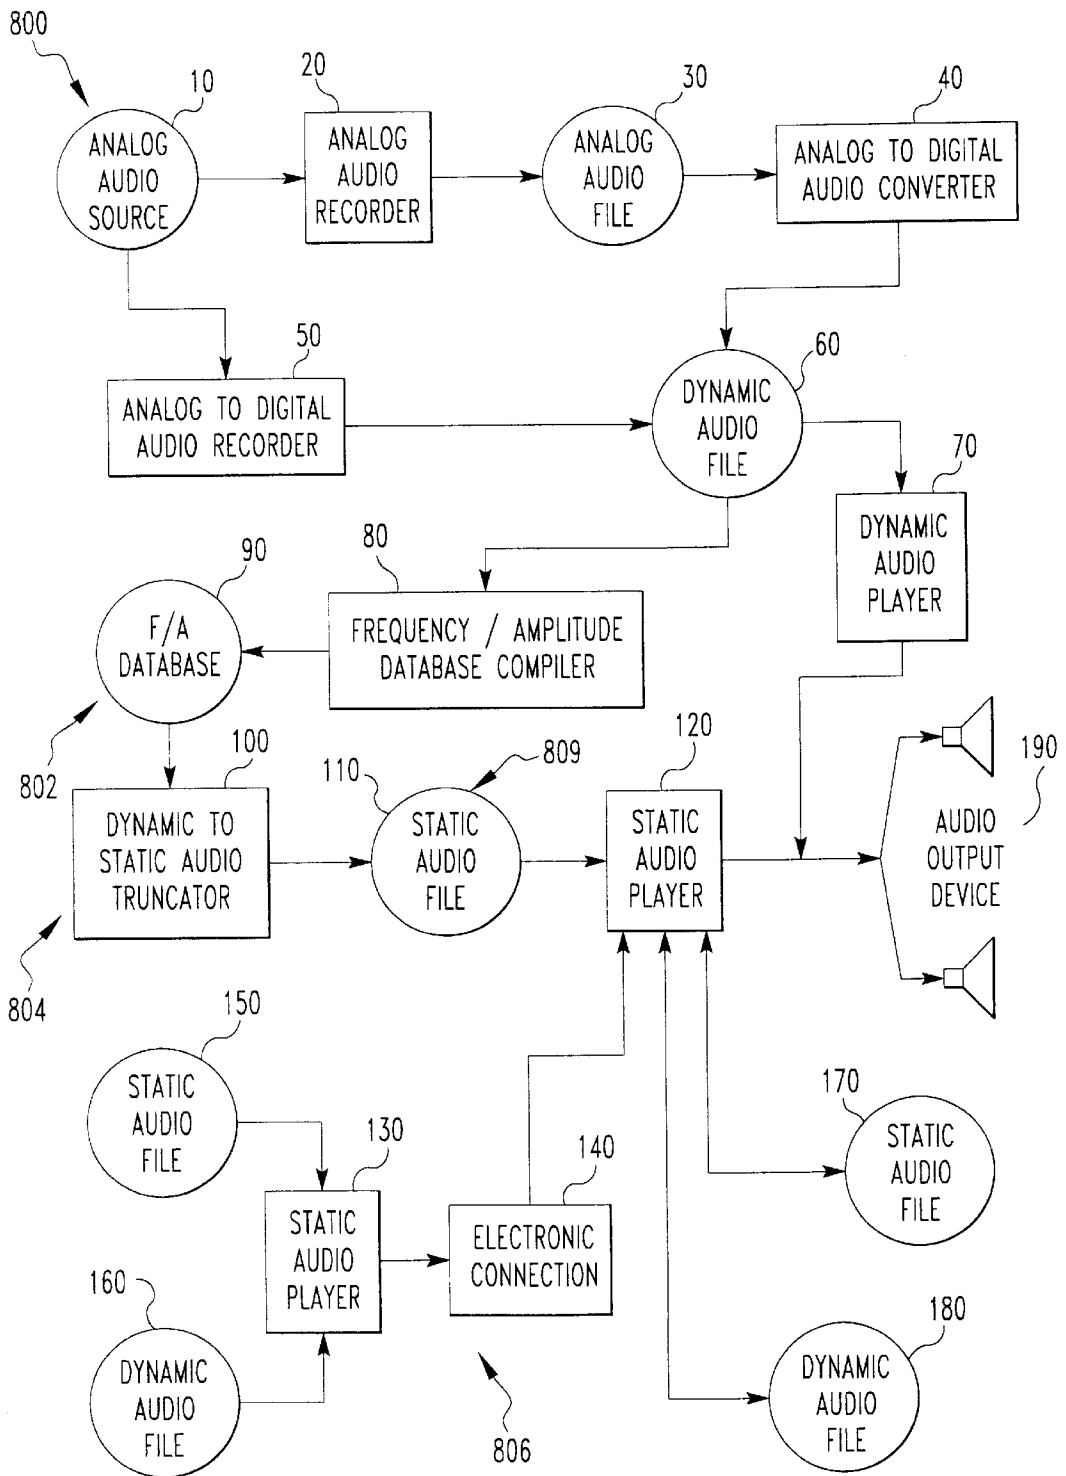 800
10
ANALOG
AUDIO
SOURCE
20
ANALOG
AUDIO
RECORDER
30
ANALOG
AUDIO
FILE
40
ANALOG TO DIGITAL
AUDIO CONVERTER
50
ANALOG TO DIGITAL
AUDIO RECORDER
60
DYNAMIC
AUDIO
FILE
70
DYNAMIC
AUDIO
PLAYER
80
FREQUENCY / AMPLITUDE
DATABASE COMPILER
90
F/A
DATABASE
802
100
DYNAMIC TO
STATIC AUDIO
TRUNCATOR
804
110
809
STATIC
AUDIO
FILE
120
STATIC
AUDIO
PLAYER
190
AUDIO
OUTPUT
DEVICE
150
STATIC
AUDIO
FILE
130
STATIC
AUDIO
PLAYER
140
ELECTRONIC
CONNECTION
170
STATIC
AUDIO
FILE
160
DYNAMIC
AUDIO
FILE
806
180
DYNAMIC
AUDIO
FILE